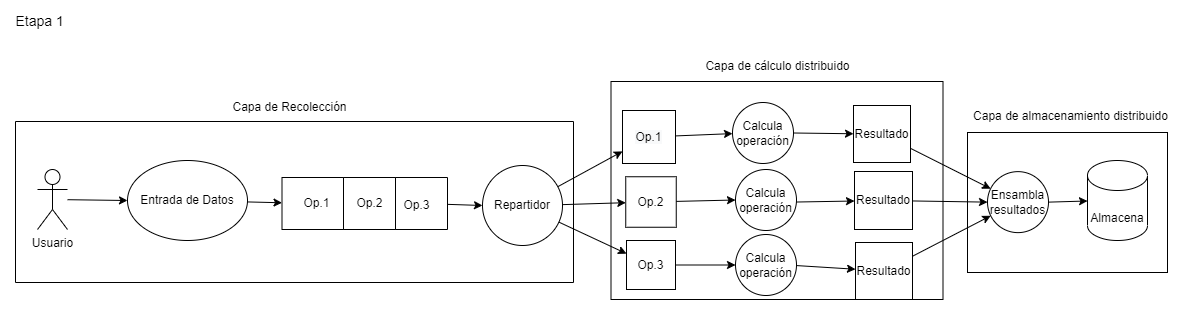 Etapa 1
Capa de Recolección
Usuario
Entrada de Datos
Op.1
Op.2
Op.3
Repartidor
Capa de cálculo distribuido
Op.1
Calcula
operación
Resultado
Op.2
Calcula
operación
Resultado
Op.3
Calcula
operación
Resultado
Capa de almacenamiento distribuido
Ensambla
resultados
Almacena